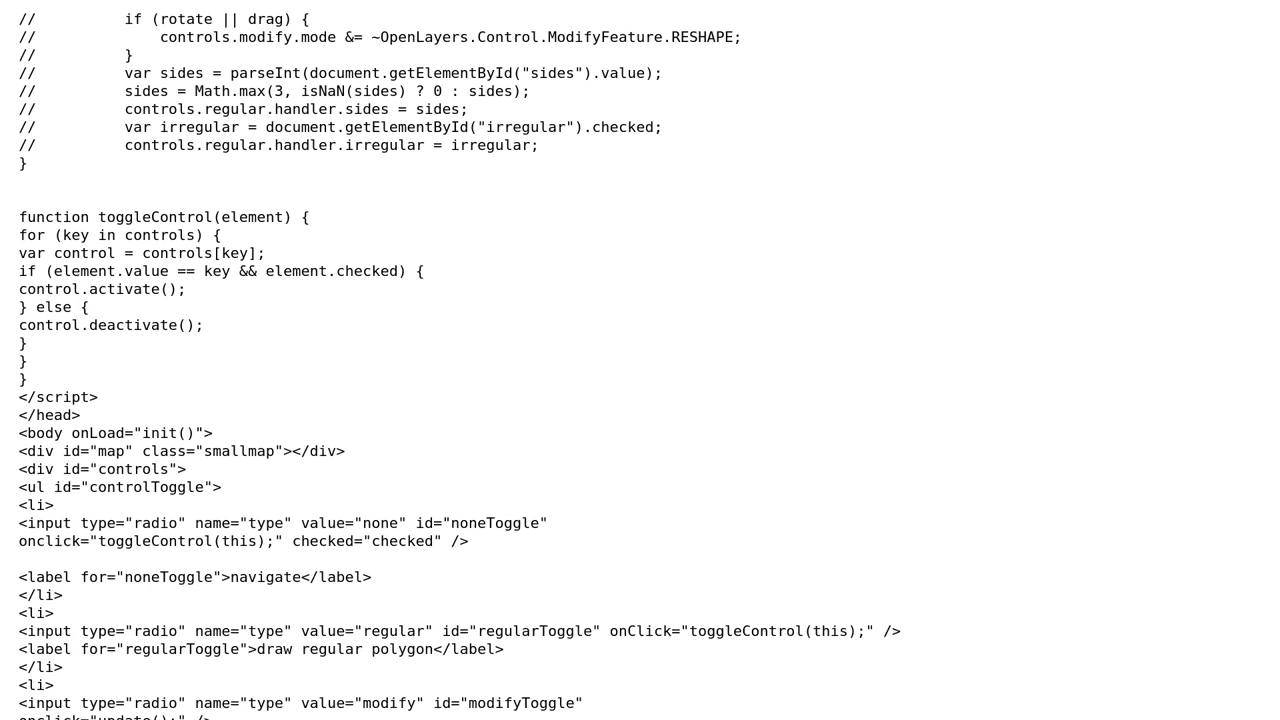 //          if (rotate || drag) {
//              controls.modify.mode &= ~OpenLayers.Control.ModifyFeature.RESHAPE;
//          }
//          var sides = parseInt(document.getElementById("sides").value);
//          sides = Math.max(3, isNaN(sides) ? 0 : sides);
//          controls.regular.handler.sides = sides;
//          var irregular = document.getElementById("irregular").checked;
//          controls.regular.handler.irregular = irregular;
}
function toggleControl(element) {
for (key in controls) {
var control = controls[key];
if (element.value == key && element.checked) {
control.activate();
} else {
control.deactivate();
}
}
}
</script>
</head>
<body onLoad="init()">
<div id="map" class="smallmap"></div>
<div id="controls">
<ul id="controlToggle">
<li>
<input type="radio" name="type" value="none" id="noneToggle"
onclick="toggleControl(this);" checked="checked" />
<label for="noneToggle">navigate</label>
</li>
<li>
<input type="radio" name="type" value="regular" id="regularToggle" onClick="toggleControl(this);" />
<label for="regularToggle">draw regular polygon</label>
</li>
<li>
<input type="radio" name="type" value="modify" id="modifyToggle"
onclick="update();" />